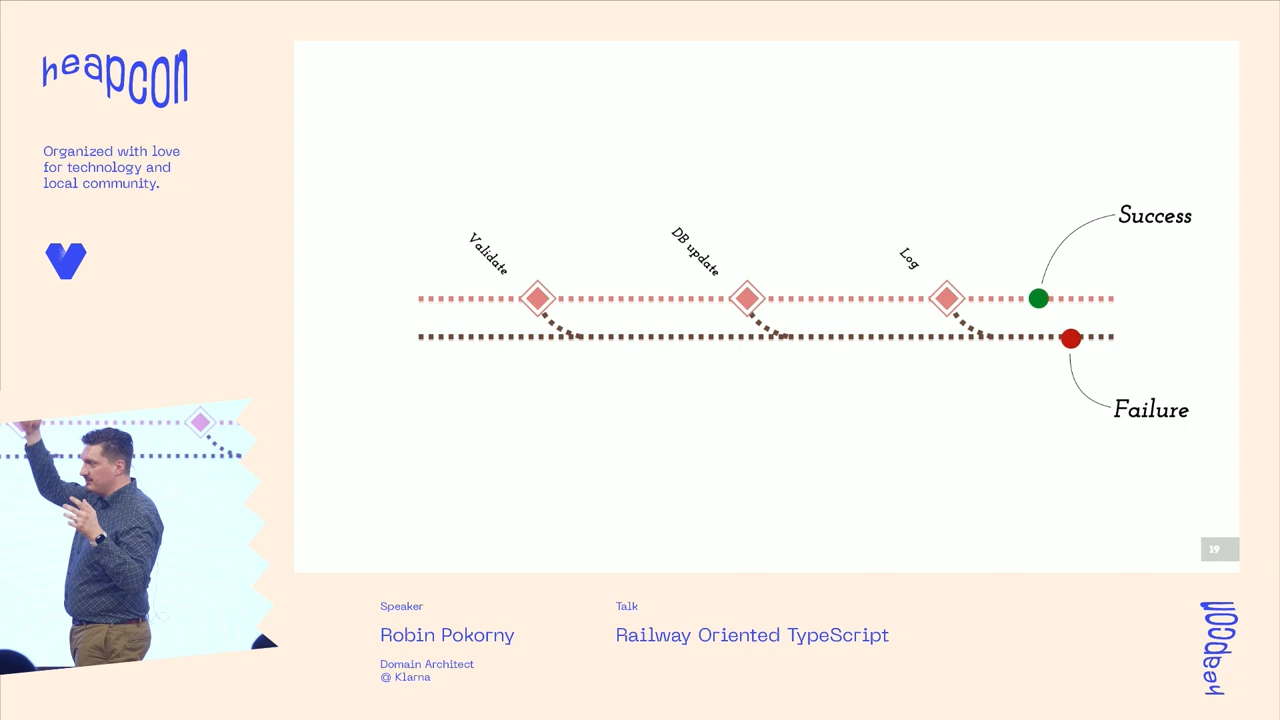 heapcon
Organized with love
for technology and
local community.
Validate
DB update
Log
Success
Failure
19
Speaker
Robin Pokorny
Domain Architect
@ Klarna
Talk
Railway Oriented TypeScript
heapcon